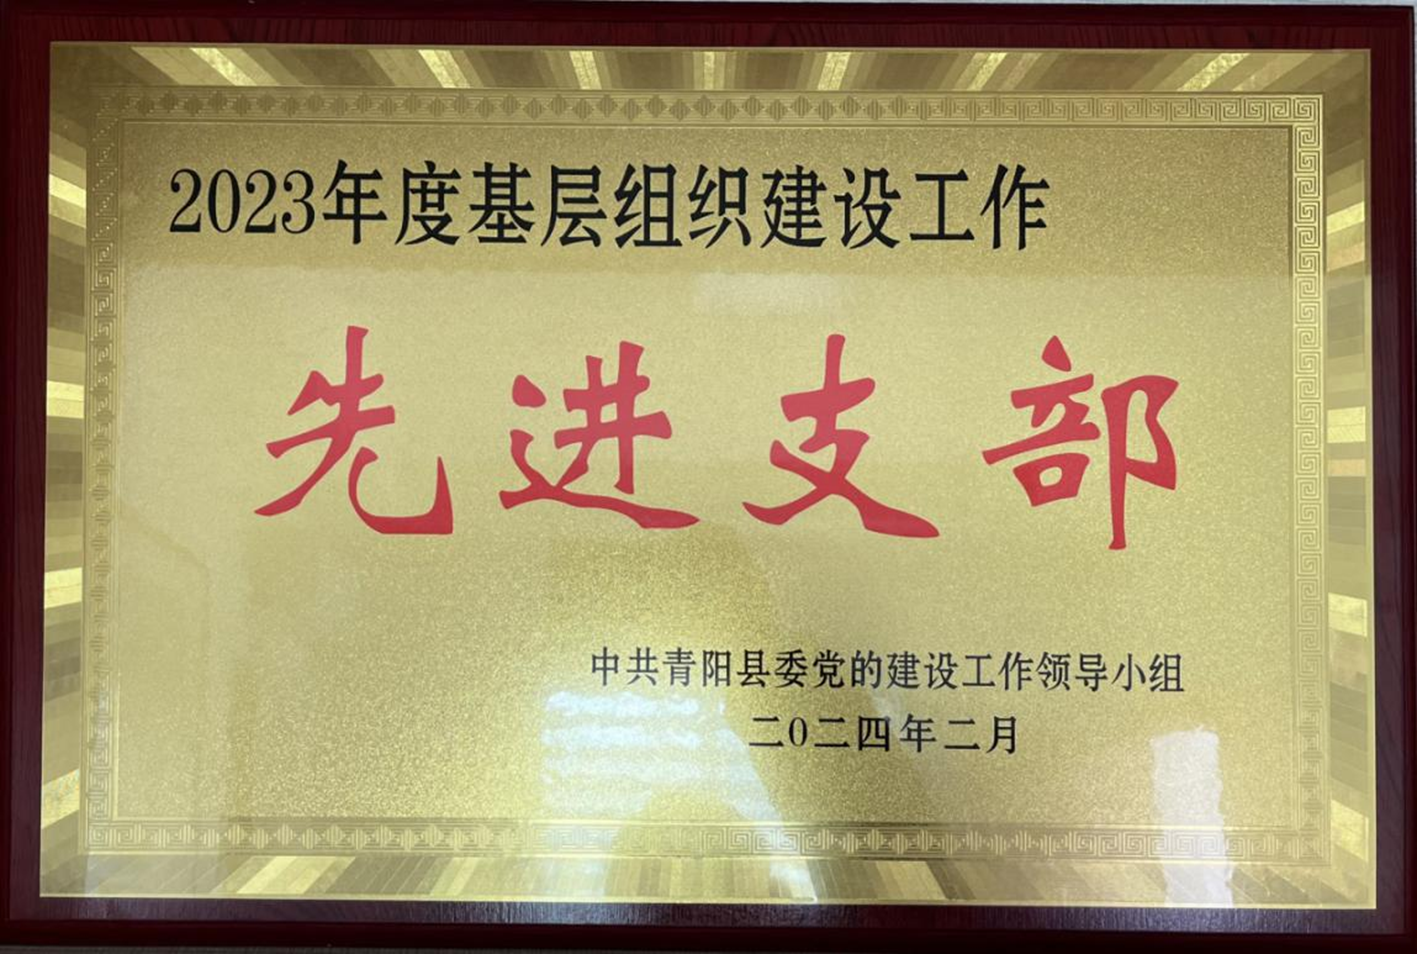 2023年度基层组织建设工作
先进支部
中共青阳县委党的建设工作领导小组
二0二四年二月